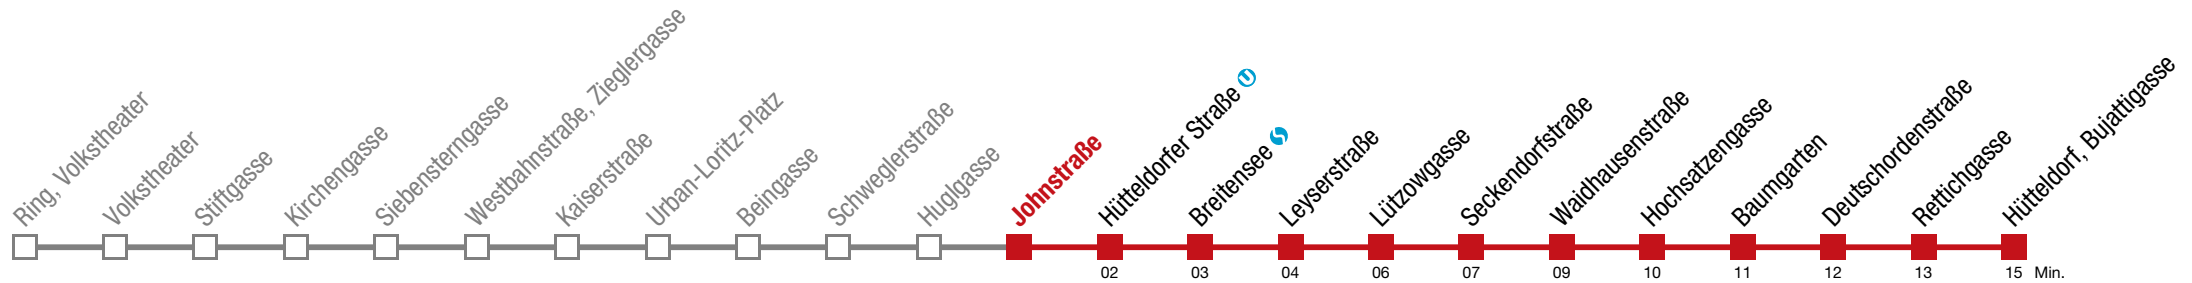 Ring, Volkstheater
Volkstheater
Stiftgasse
Kirchengasse
Siebensterngasse
Westbahnstraße, Zieglergasse
Kaiserstraße
Urban-Loritz-Platz
Beingasse
Schweglerstraße
Huglgasse
Johnstraße
Hütteldorfer Straße U
Breitensee S
Leyserstraße
Lützowgasse
Seckendorfstraße
Waidhausenstraße
Hochsatzengasse
Baumgarten
Deutschordenstraße
Rettichgasse
Hütteldorf, Bujattigasse
02 03 04 06 07 09 10 11 12 13 15 Min.